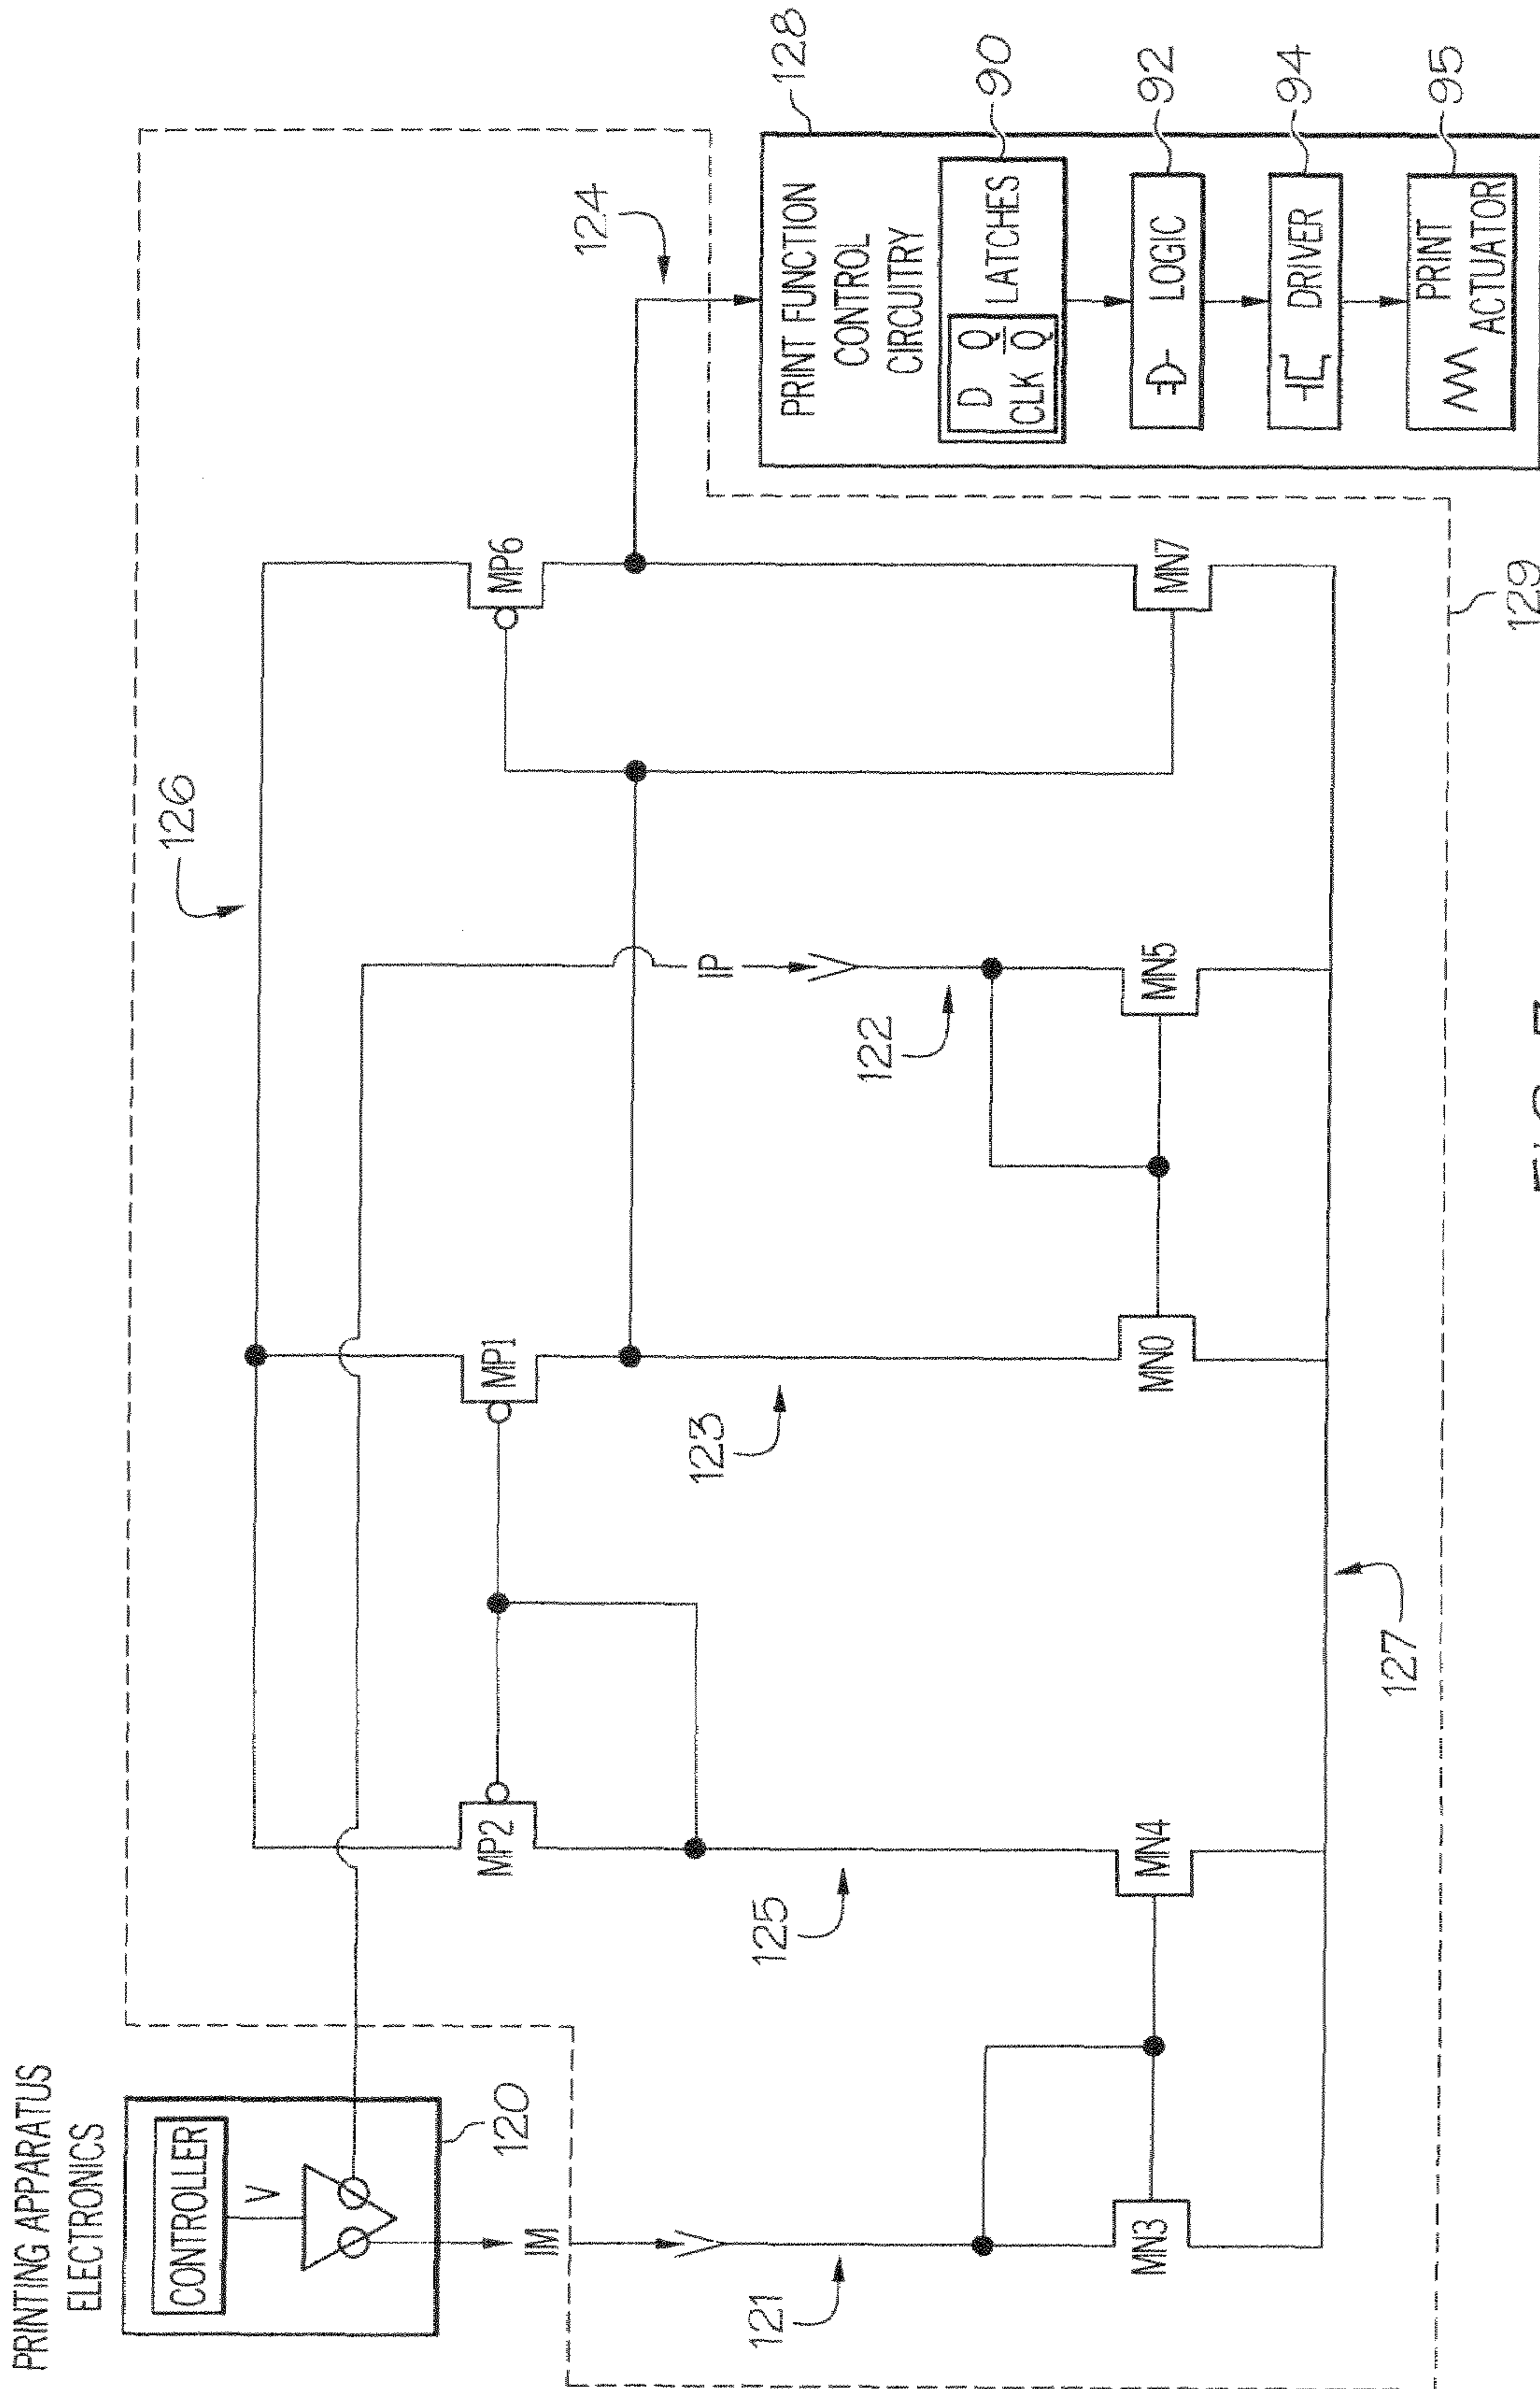 PRINTING APPARATUS
ELECTRONICS
CONTROLLER
V
120
IM
121
MN3
125
MP2
MN4
127
126
MP1
123
MN0
IP
122
MN5
MP6
MN7
124
129
128
PRINT FUNCTION
CONTROL
CIRCUITRY
D Q
CLK Q̅
LATCHES
90
LOGIC
92
DRIVER
94
PRINT
ACTUATOR
95